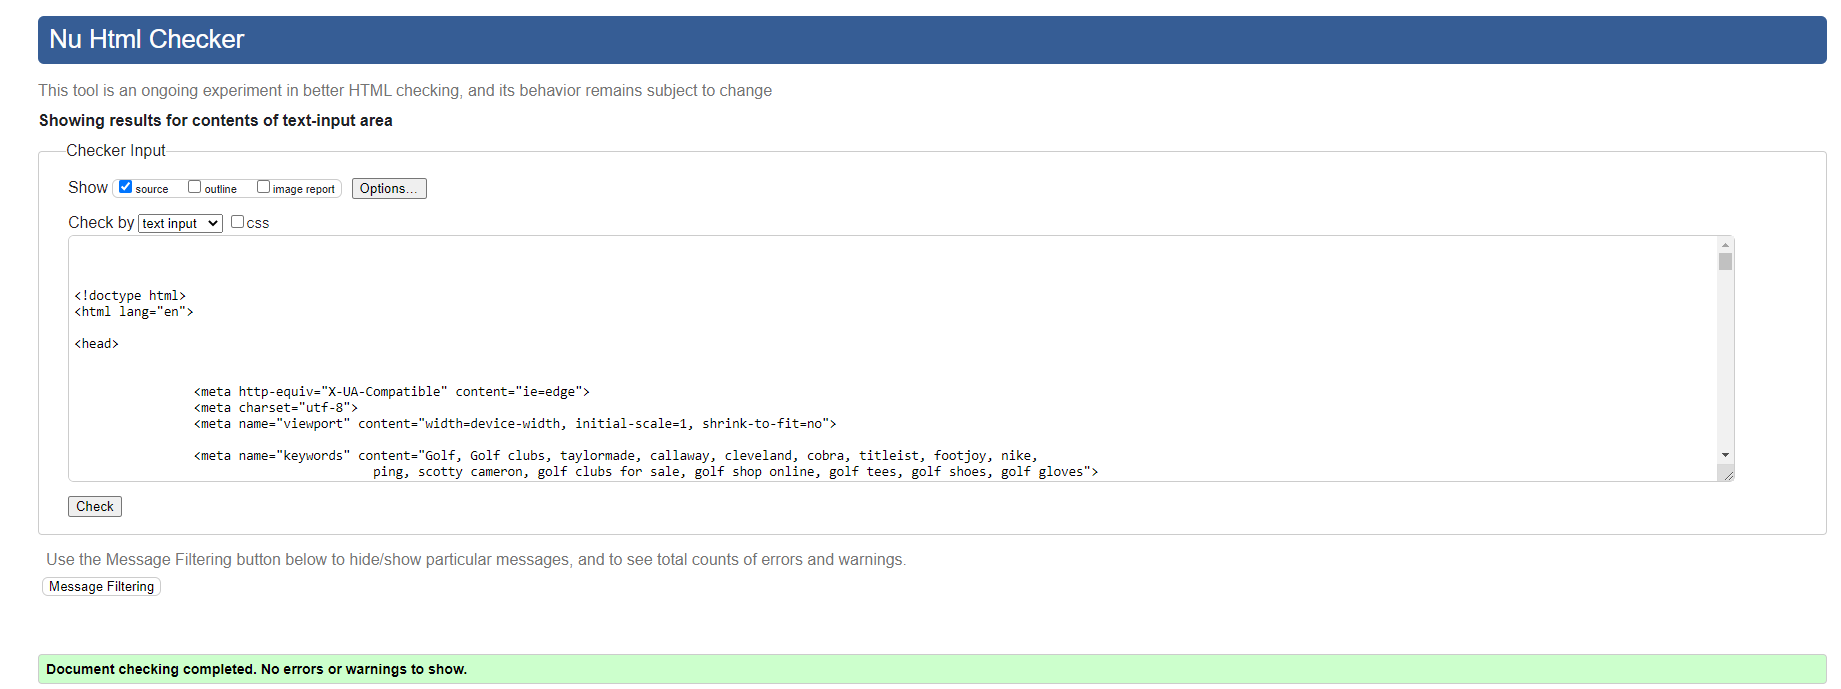 Nu Html Checker
This tool is an ongoing experiment in better HTML checking, and its behavior remains subject to change
Showing results for contents of text-input area
Checker Input
Show source outline image report Options...
Check by text input css
<!doctype html>
<html lang="en">
<head>
<meta http-equiv="X-UA-Compatible" content="ie=edge">
<meta charset="utf-8">
<meta name="viewport" content="width=device-width, initial-scale=1, shrink-to-fit=no">
<meta name="keywords" content="Golf, Golf clubs, taylormade, callaway, cleveland, cobra, titleist, footjoy, nike,
ping, scotty cameron, golf clubs for sale, golf shop online, golf tees, golf shoes, golf gloves">
Check
Use the Message Filtering button below to hide/show particular messages, and to see total counts of errors and warnings.
Message Filtering
Document checking completed. No errors or warnings to show.